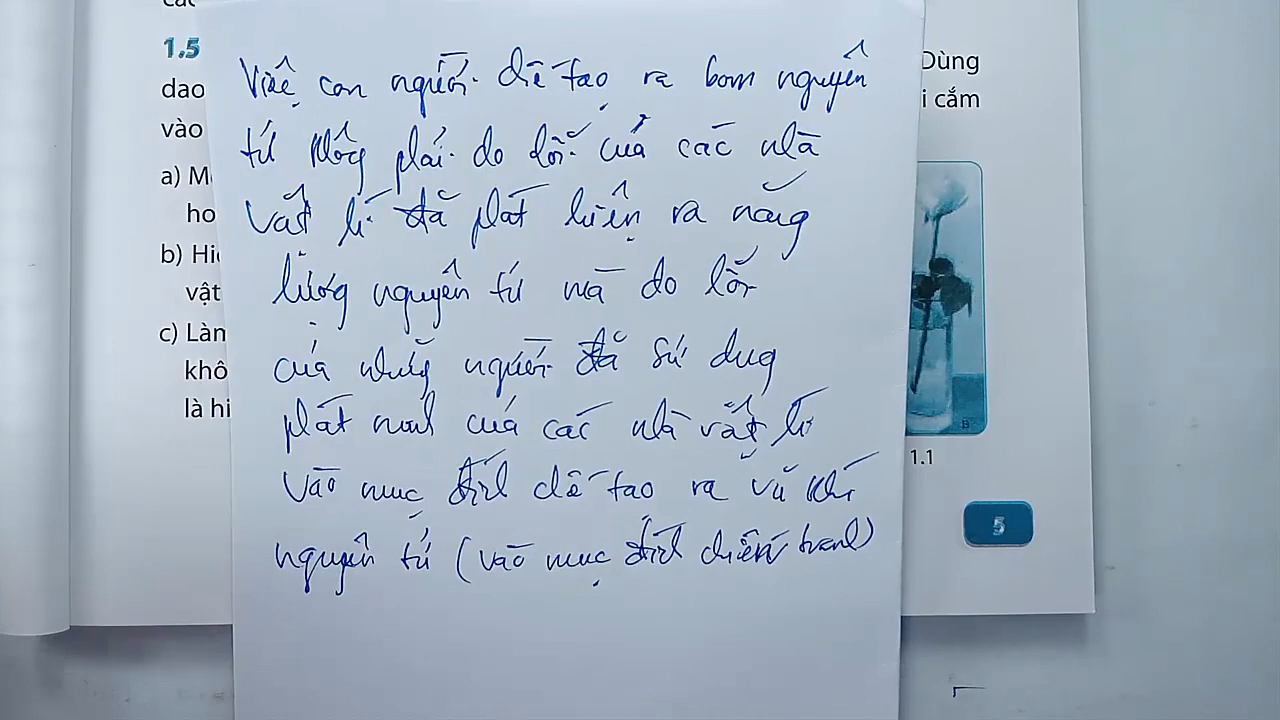 1.5
dao
vào
a)
ho
b)
vật
c) Làm
khô
là hi
Dùng
i cắm
Việc con người chế tạo ra bom nguyên
tử không phải do lỗi của các nhà
vật lí đã phát hiện ra năng
lượng nguyên tử mà do lỗi
của những người đã sử dụng
phát minh của các nhà vật lí
vào mục đích chế tạo ra vũ khí
nguyên tử (vào mục đích chiến tranh)
1.1
5